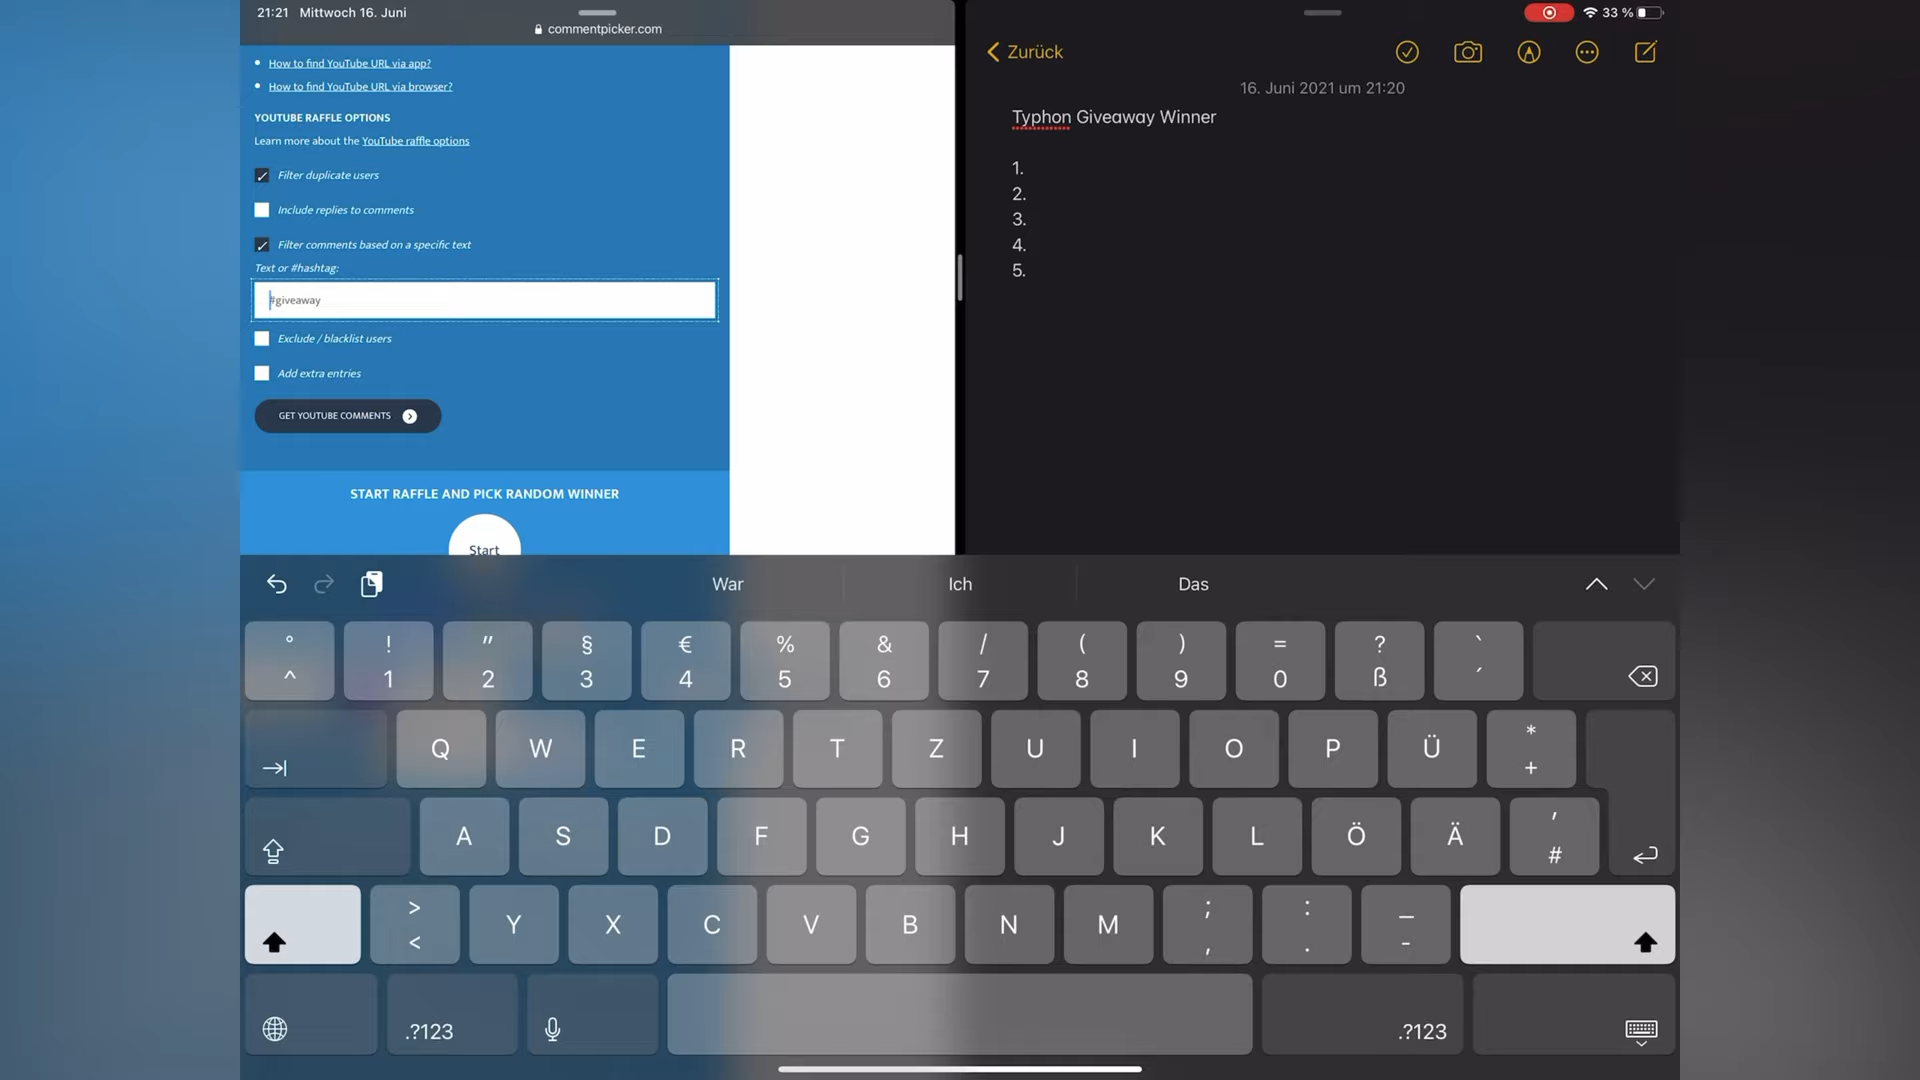 21:21 Mittwoch 16. Juni
commentpicker.com
33 %
How to find YouTube URL via app?
How to find YouTube URL via browser?
YOUTUBE RAFFLE OPTIONS
Learn more about the YouTube raffle options
Filter duplicate users
Include replies to comments
Filter comments based on a specific text
Text or #hashtag:
#giveaway
Exclude / blacklist users
Add extra entries
GET YOUTUBE COMMENTS
START RAFFLE AND PICK RANDOM WINNER
Start
Zurück
16. Juni 2021 um 21:20
Typhon Giveaway Winner
1.
2.
3.
4.
5.
War Ich Das
° ! " § € % & / ( ) = ? `
^ 1 2 3 4 5 6 7 8 9 0 ß ´
Q W E R T Z U I O P Ü * +
A S D F G H J K L Ö Ä ' #
> < Y X C V B N M ; , : . _ -
.?123 .?123